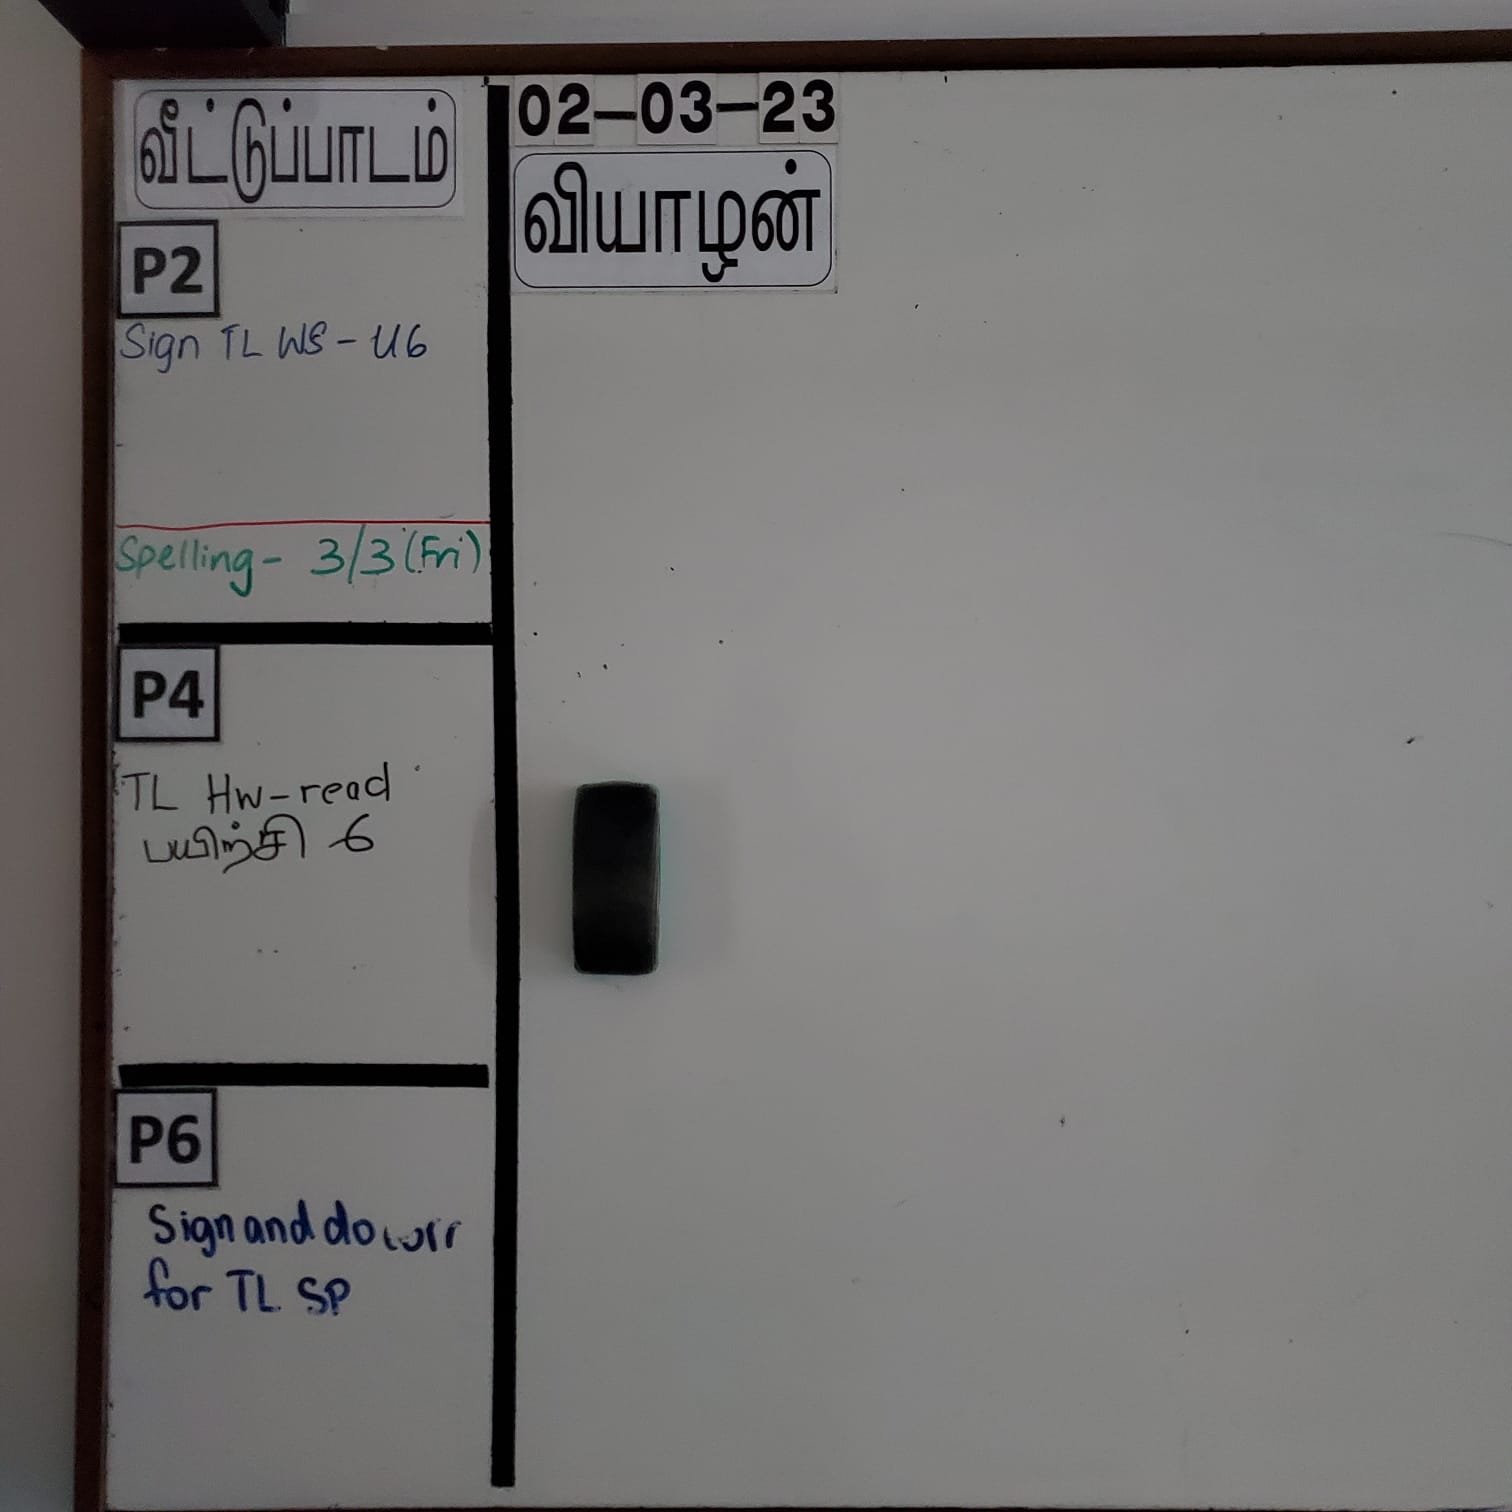 வீட்டுப்பாடம்
02-03-23
வியாழன்
P2
Sign TL WS - U6
Spelling - 3/3 (Fri)
P4
TL HW - read
பயிற்சி 6
P6
Sign and do corr
for TL SP